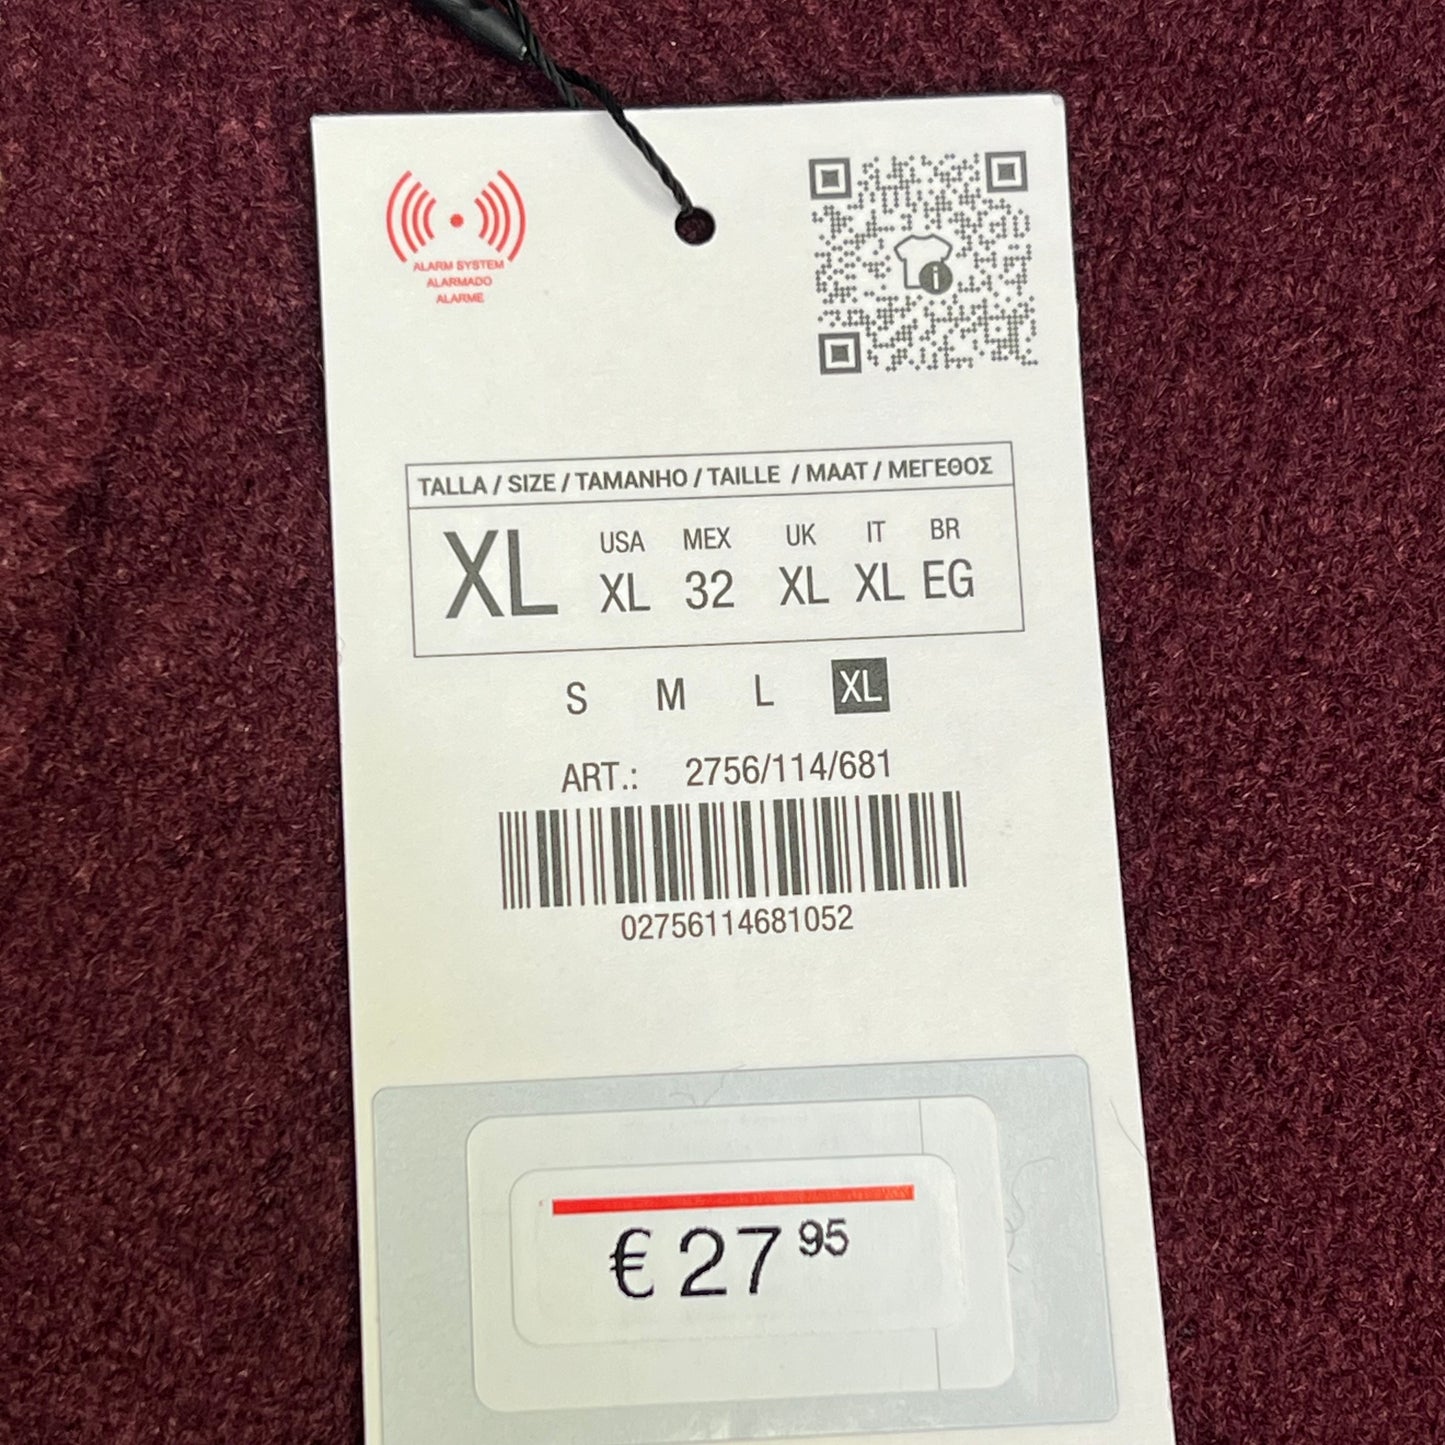 ALARM SYSTEM
ALARMADO
ALARME
TALLA / SIZE / TAMANHO / TAILLE / MAAT / ΜΕΓΕΘΟΣ
XL
USA MEX UK IT BR
XL 32 XL XL EG
S M L XL
ART.: 2756/114/681
02756114681052
€ 27 95